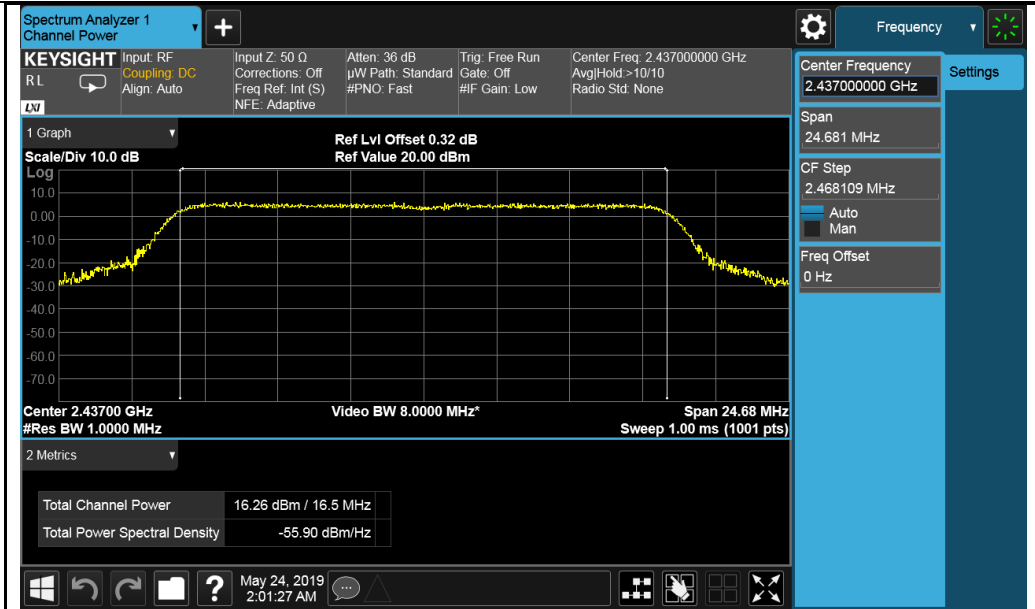 Spectrum Analyzer 1
Channel Power
+
Frequency
KEYSIGHT
R L
LXI
Input: RF
Coupling: DC
Align: Auto
Input Z: 50 Ω
Corrections: Off
Freq Ref: Int (S)
NFE: Adaptive
Atten: 36 dB
µW Path: Standard
#PNO: Fast
Trig: Free Run
Gate: Off
#IF Gain: Low
Center Freq: 2.437000000 GHz
Avg|Hold:>10/10
Radio Std: None
Center Frequency
2.437000000 GHz
Settings
Span
24.681 MHz
CF Step
2.468109 MHz
Auto
Man
Freq Offset
0 Hz
1 Graph
Scale/Div 10.0 dB
Ref Lvl Offset 0.32 dB
Ref Value 20.00 dBm
Log
10.0
0.00
-10.0
-20.0
-30.0
-40.0
-50.0
-60.0
-70.0
Center 2.43700 GHz
#Res BW 1.0000 MHz
Video BW 8.0000 MHz*
Span 24.68 MHz
Sweep 1.00 ms (1001 pts)
2 Metrics
Total Channel Power 16.26 dBm / 16.5 MHz
Total Power Spectral Density -55.90 dBm/Hz
?
May 24, 2019
2:01:27 AM